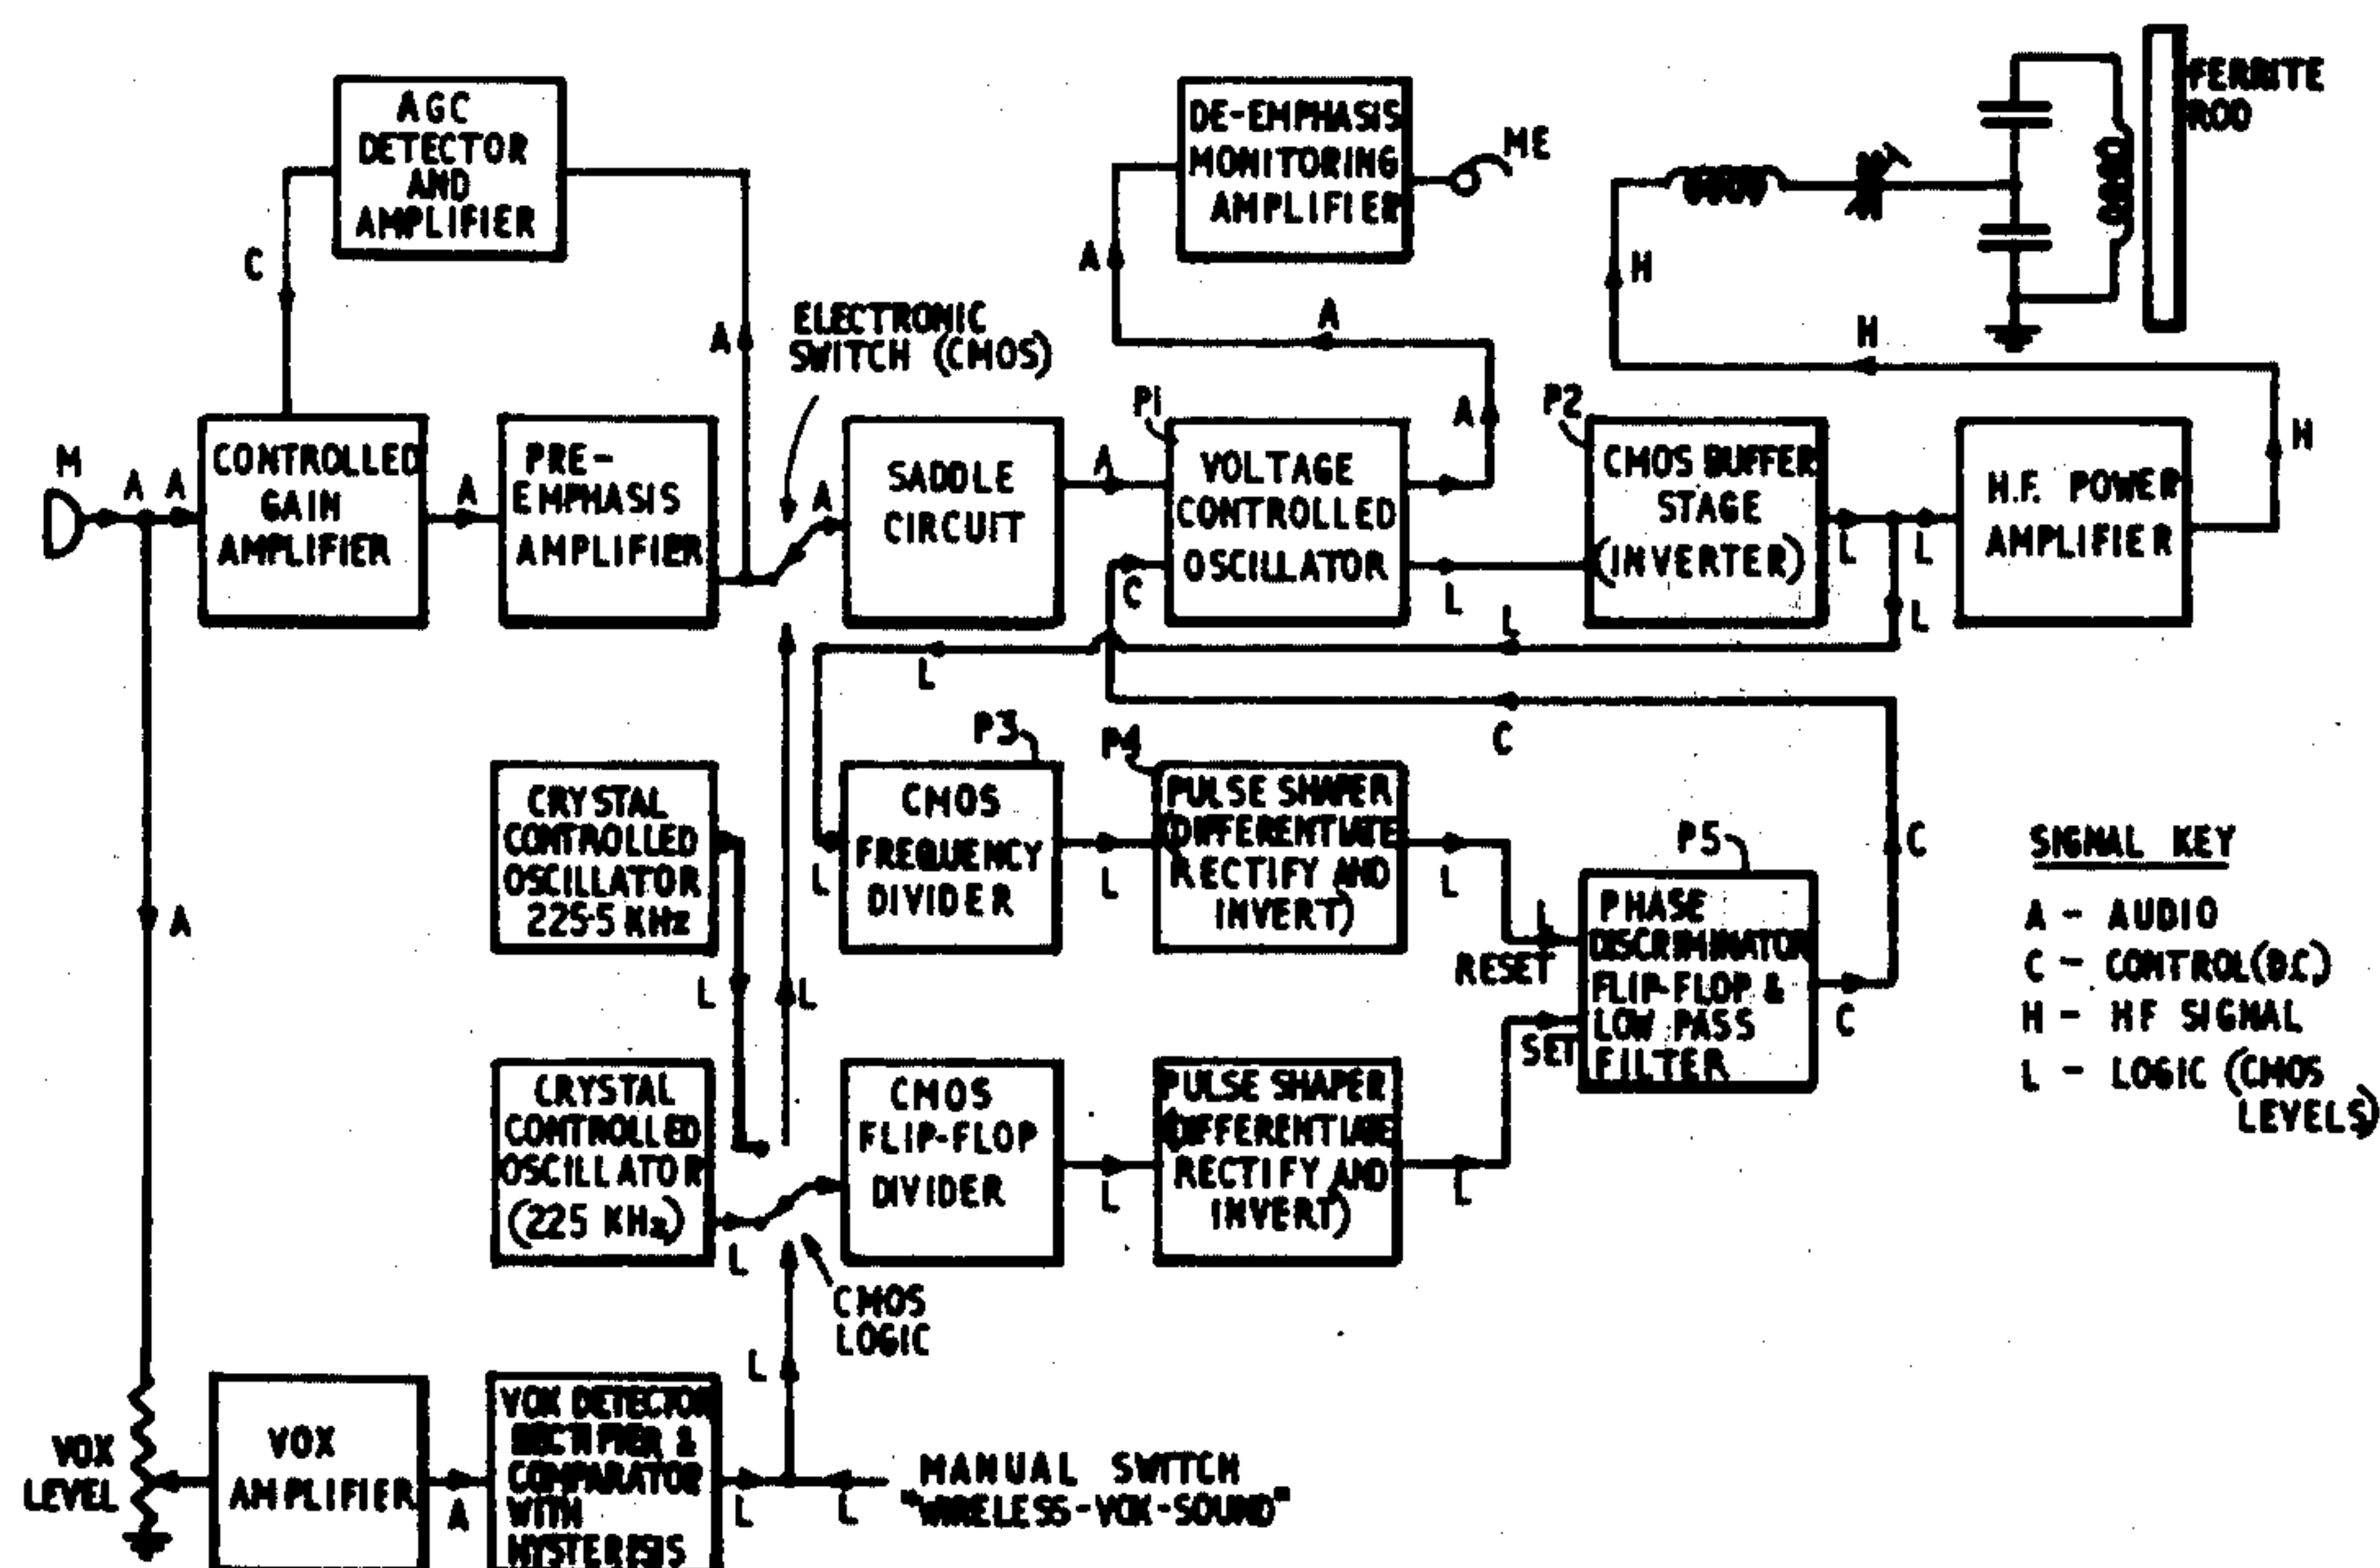 AGC
DETECTOR
AND
AMPLIFIER
DE-EMPHASIS
MONITORING
AMPLIFIER
ME
FERRITE
ROD
C
A
A
A
H
H
ELECTRONIC
SWITCH (CMOS)
M
A
A
CONTROLLED
GAIN
AMPLIFIER
A
PRE-
EMPHASIS
AMPLIFIER
A
SADDLE
CIRCUIT
A
P1
VOLTAGE
CONTROLLED
OSCILLATOR
C
A
L
L
P2
CMOS BUFFER
STAGE
(INVERTER)
L
L
L
H.F. POWER
AMPLIFIER
H
L
C
A
CRYSTAL
CONTROLLED
OSCILLATOR
225.5 KHz
L
L
L
P3
CMOS
FREQUENCY
DIVIDER
L
P4
PULSE SHAPER
(DIFFERENTIATE
RECTIFY AND
INVERT)
L
L
RESET
SET
P5
PHASE
DISCRIMINATOR
FLIP-FLOP &
LOW PASS
FILTER
C
C
SIGNAL KEY
A - AUDIO
C - CONTROL (D.C)
H - HF SIGNAL
L - LOGIC (CMOS
LEVELS)
CRYSTAL
CONTROLLED
OSCILLATOR
(225 KHz)
L
CMOS
FLIP-FLOP
DIVIDER
L
PULSE SHAPER
(DIFFERENTIATE
RECTIFY AND
INVERT)
L
CMOS
LOGIC
L
VOX
LEVEL
VOX
AMPLIFIER
A
VOX DETECTOR
RECTIFIER &
COMPARATOR
WITH
HYSTERESIS
L
L
MANUAL SWITCH
"WIRELESS-VOX-SOUND"